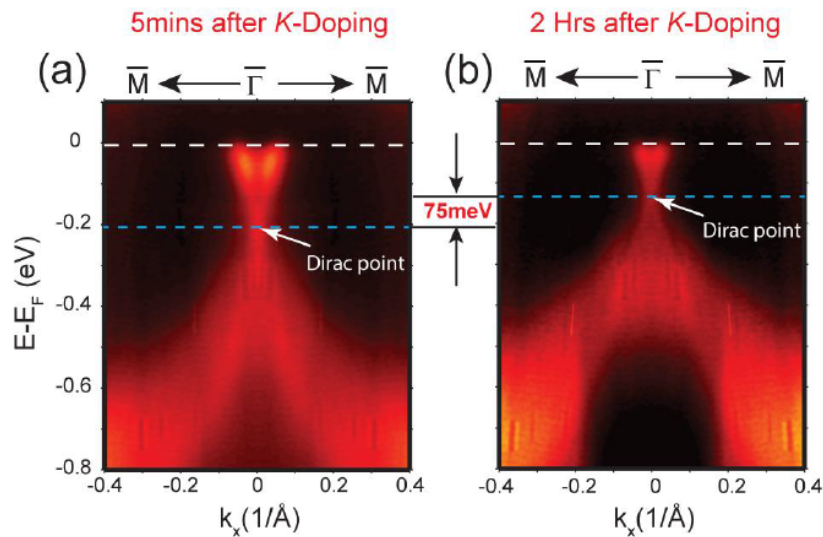 5mins after K-Doping
2 Hrs after K-Doping
(a)
M̅ Γ̅ M̅
(b)
M̅ Γ̅ M̅
0
-0.2
-0.4
-0.6
-0.8
E-E_F (eV)
75meV
Dirac point
Dirac point
-0.4 -0.2 0 0.2 0.4
-0.4 -0.2 0 0.2 0.4
k_x(1/Å)
k_x(1/Å)